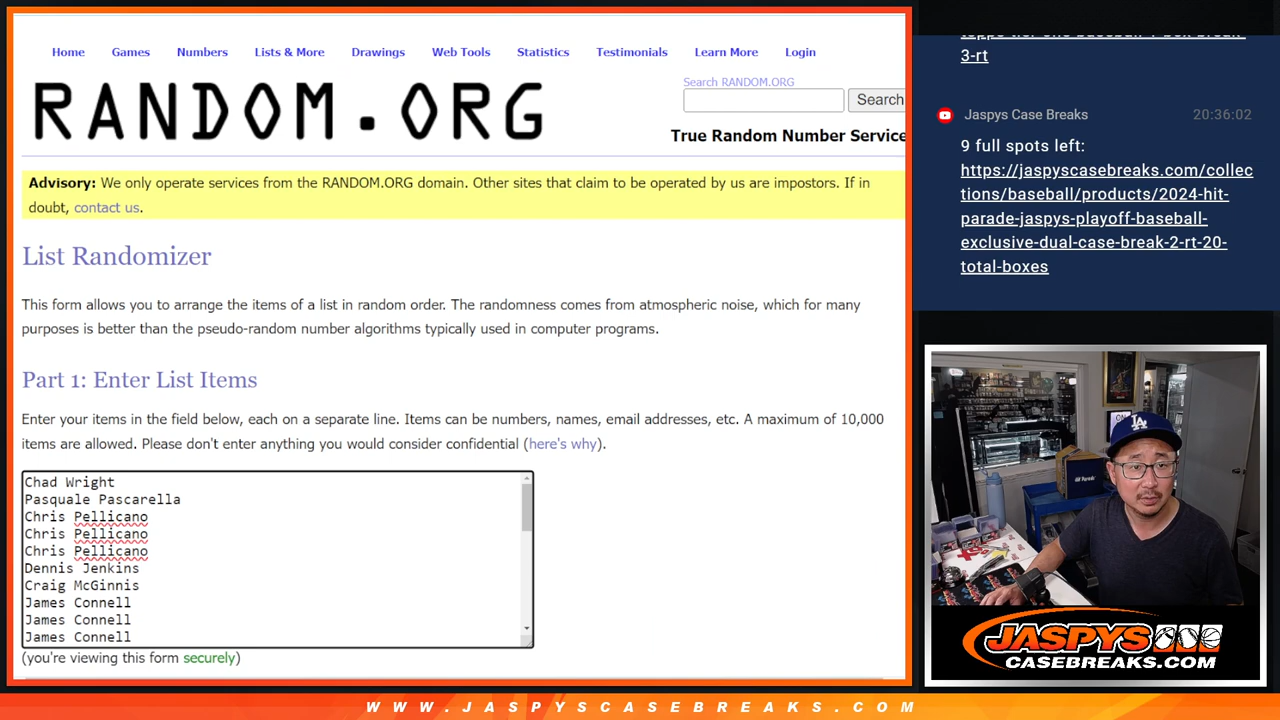 Home Games Numbers Lists & More Drawings Web Tools Statistics Testimonials Learn More Login
RANDOM.ORG
Search RANDOM.ORG
Search
True Random Number Service
Advisory: We only operate services from the RANDOM.ORG domain. Other sites that claim to be operated by us are impostors. If in
doubt, contact us.
List Randomizer
This form allows you to arrange the items of a list in random order. The randomness comes from atmospheric noise, which for many
purposes is better than the pseudo-random number algorithms typically used in computer programs.
Part 1: Enter List Items
Enter your items in the field below, each on a separate line. Items can be numbers, names, email addresses, etc. A maximum of 10,000
items are allowed. Please don't enter anything you would consider confidential (here's why).
Chad Wright
Pasquale Pascarella
Chris Pellicano
Chris Pellicano
Chris Pellicano
Dennis Jenkins
Craig McGinnis
James Connell
James Connell
James Connell
(you're viewing this form securely)
3-rt
Jaspys Case Breaks 20:36:02
9 full spots left:
https://jaspyscasebreaks.com/collec
tions/baseball/products/2024-hit-
parade-jaspys-playoff-baseball-
exclusive-dual-case-break-2-rt-20-
total-boxes
JASPYS
CASEBREAKS.COM
WWW.JASPYSCASEBREAKS.COM